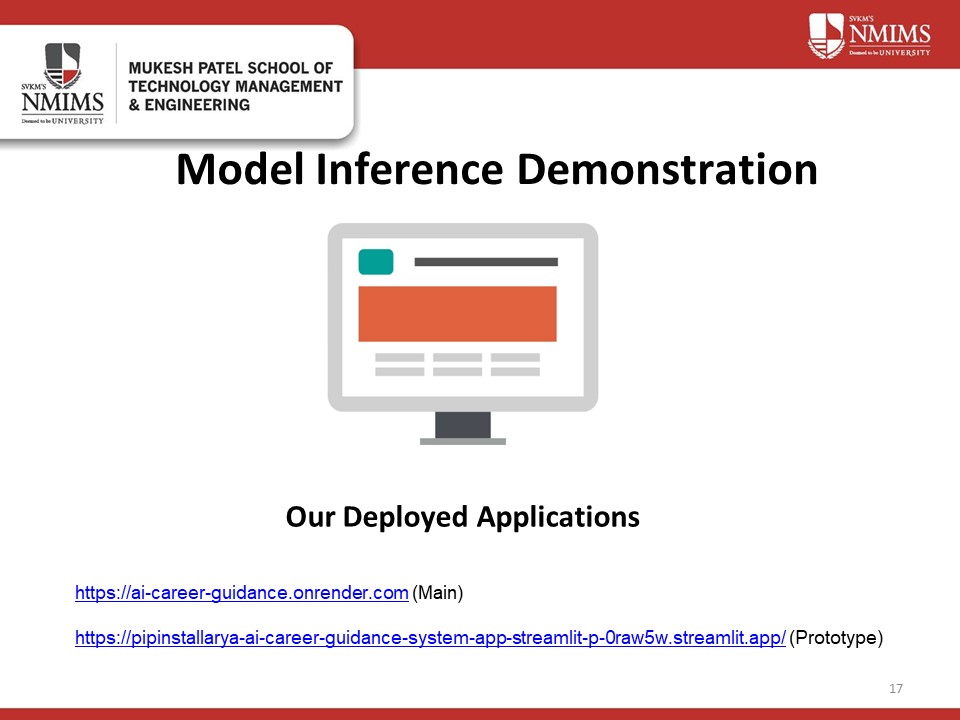 SVKM'S
NMIMS
Deemed to be UNIVERSITY
SVKM'S
NMIMS
Deemed to be UNIVERSITY
MUKESH PATEL SCHOOL OF
TECHNOLOGY MANAGEMENT
& ENGINEERING
Model Inference Demonstration
Our Deployed Applications
https://ai-career-guidance.onrender.com (Main)
https://pipinstallarya-ai-career-guidance-system-app-streamlit-p-0raw5w.streamlit.app/ (Prototype)
17